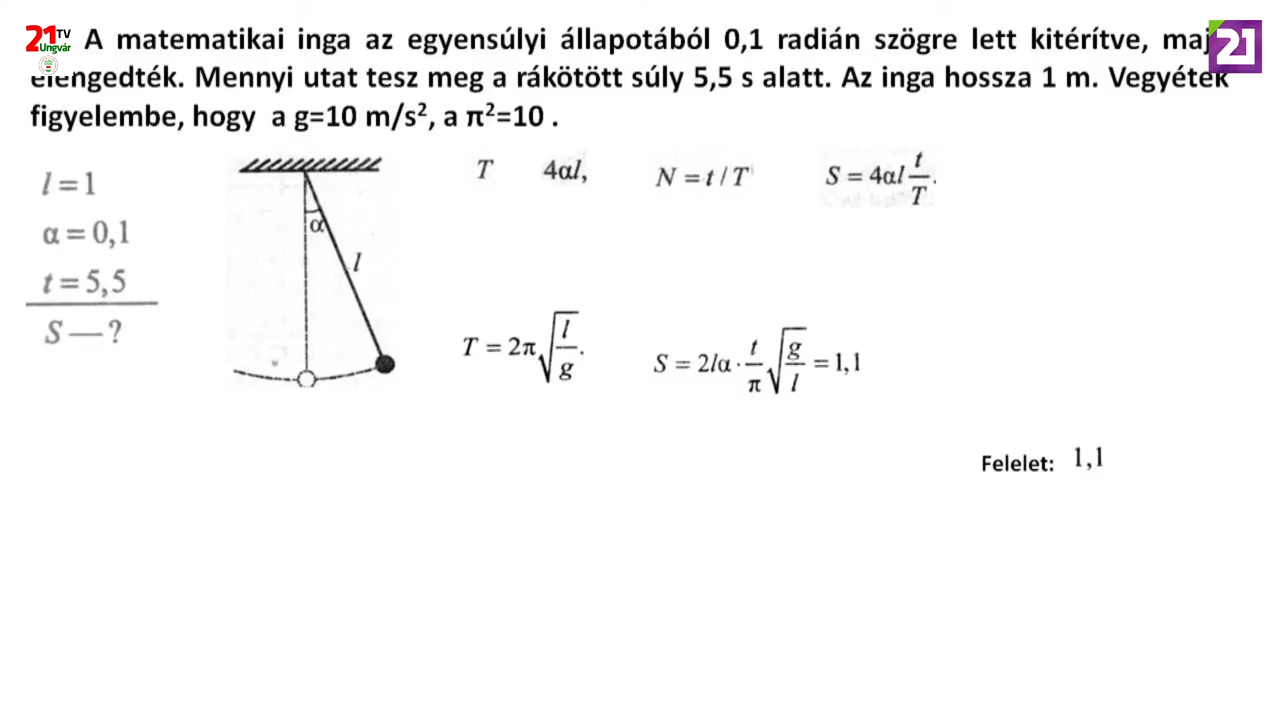 21 TV Ungvár
21
A matematikai inga az egyensúlyi állapotából 0,1 radián szögre lett kitérítve,
elengedték. Mennyi utat tesz meg a rákötött súly 5,5 s alatt. Az inga hossza 1 m. Vegyétek
figyelembe, hogy a g=10 m/s², a π²=10 .
l = 1
α = 0,1
t = 5,5
S — ?
α
l
T 4αl, N = t / T S = 4αl t/T.
T = 2π√(l/g). S = 2lα · t/π √(g/l) = 1,1
Felelet: 1,1